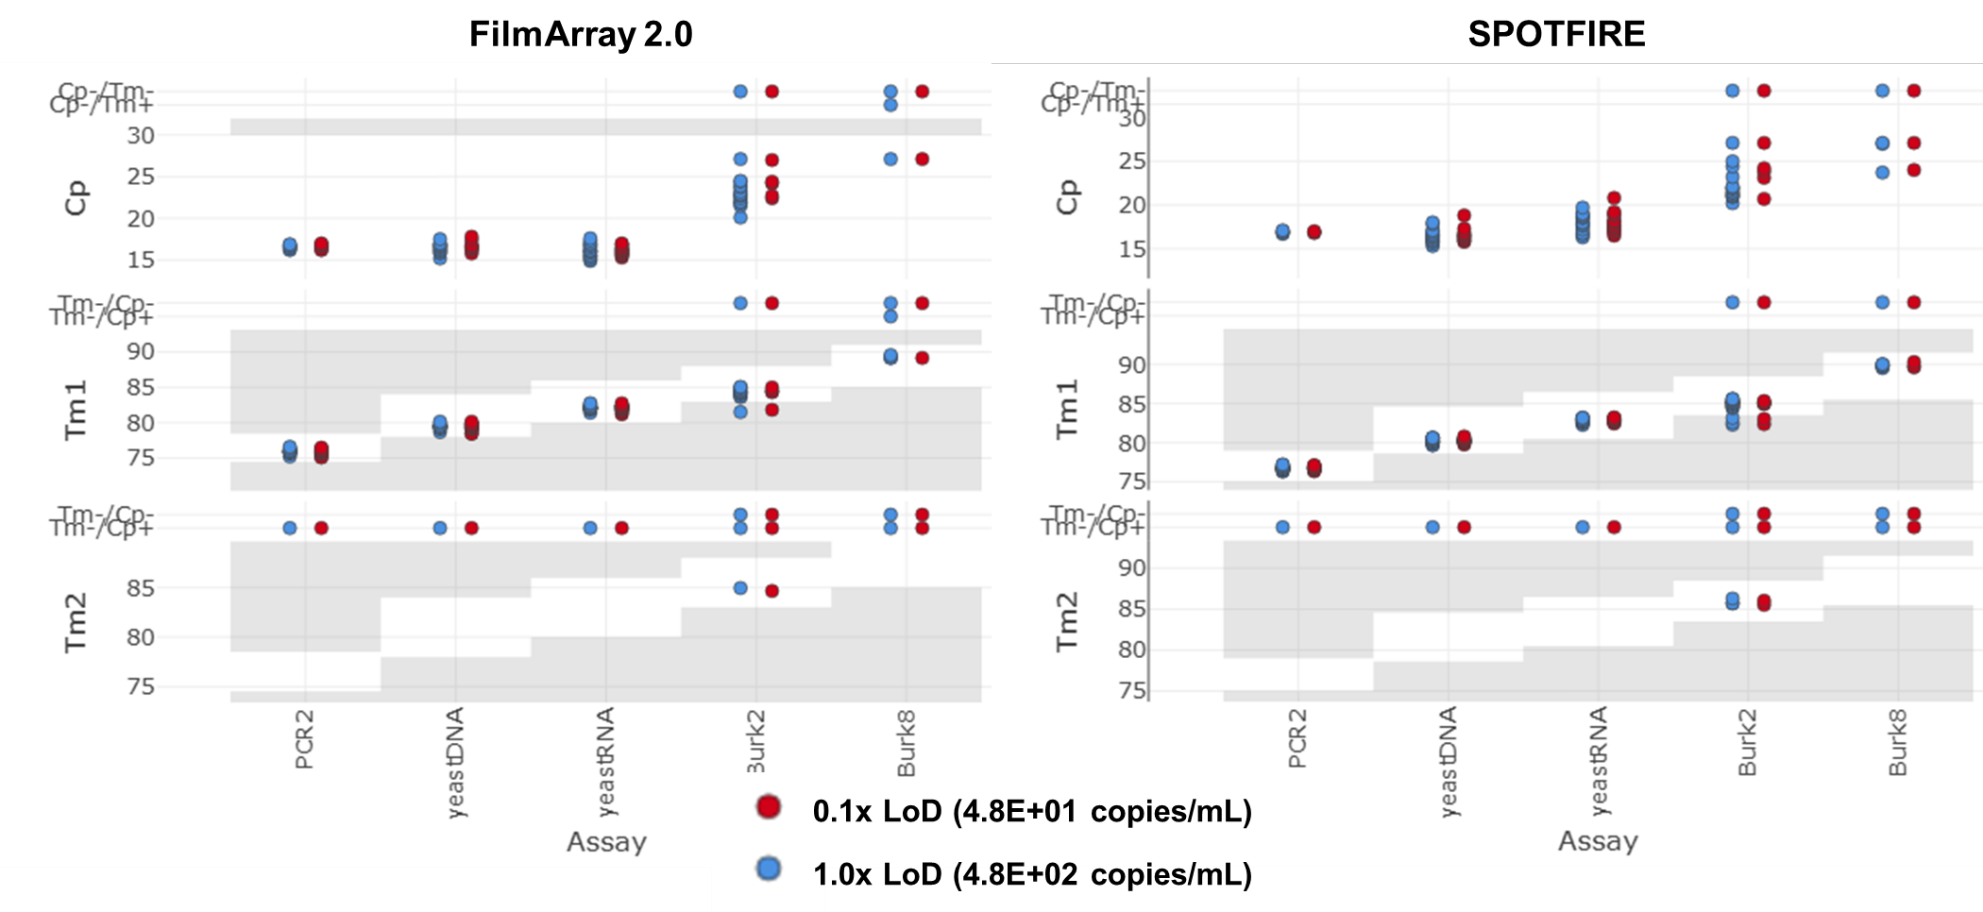 FilmArray 2.0
SPOTFIRE
Cp-/Tm-
Cp-/Tm+
30
25
20
15
Cp
Tm-/Cp-
Tm-/Cp+
90
85
80
75
Tm1
Tm-/Cp-
Tm-/Cp+
85
80
75
Tm2
PCR2
yeastDNA
yeastRNA
Burk2
Burk8
Assay
Cp-/Tm-
Cp-/Tm+
30
25
20
15
Cp
Tm-/Cp-
Tm-/Cp+
90
85
80
75
Tm1
Tm-/Cp-
Tm-/Cp+
90
85
80
75
Tm2
PCR2
yeastDNA
yeastRNA
Burk2
Burk8
Assay
0.1x LoD (4.8E+01 copies/mL)
1.0x LoD (4.8E+02 copies/mL)